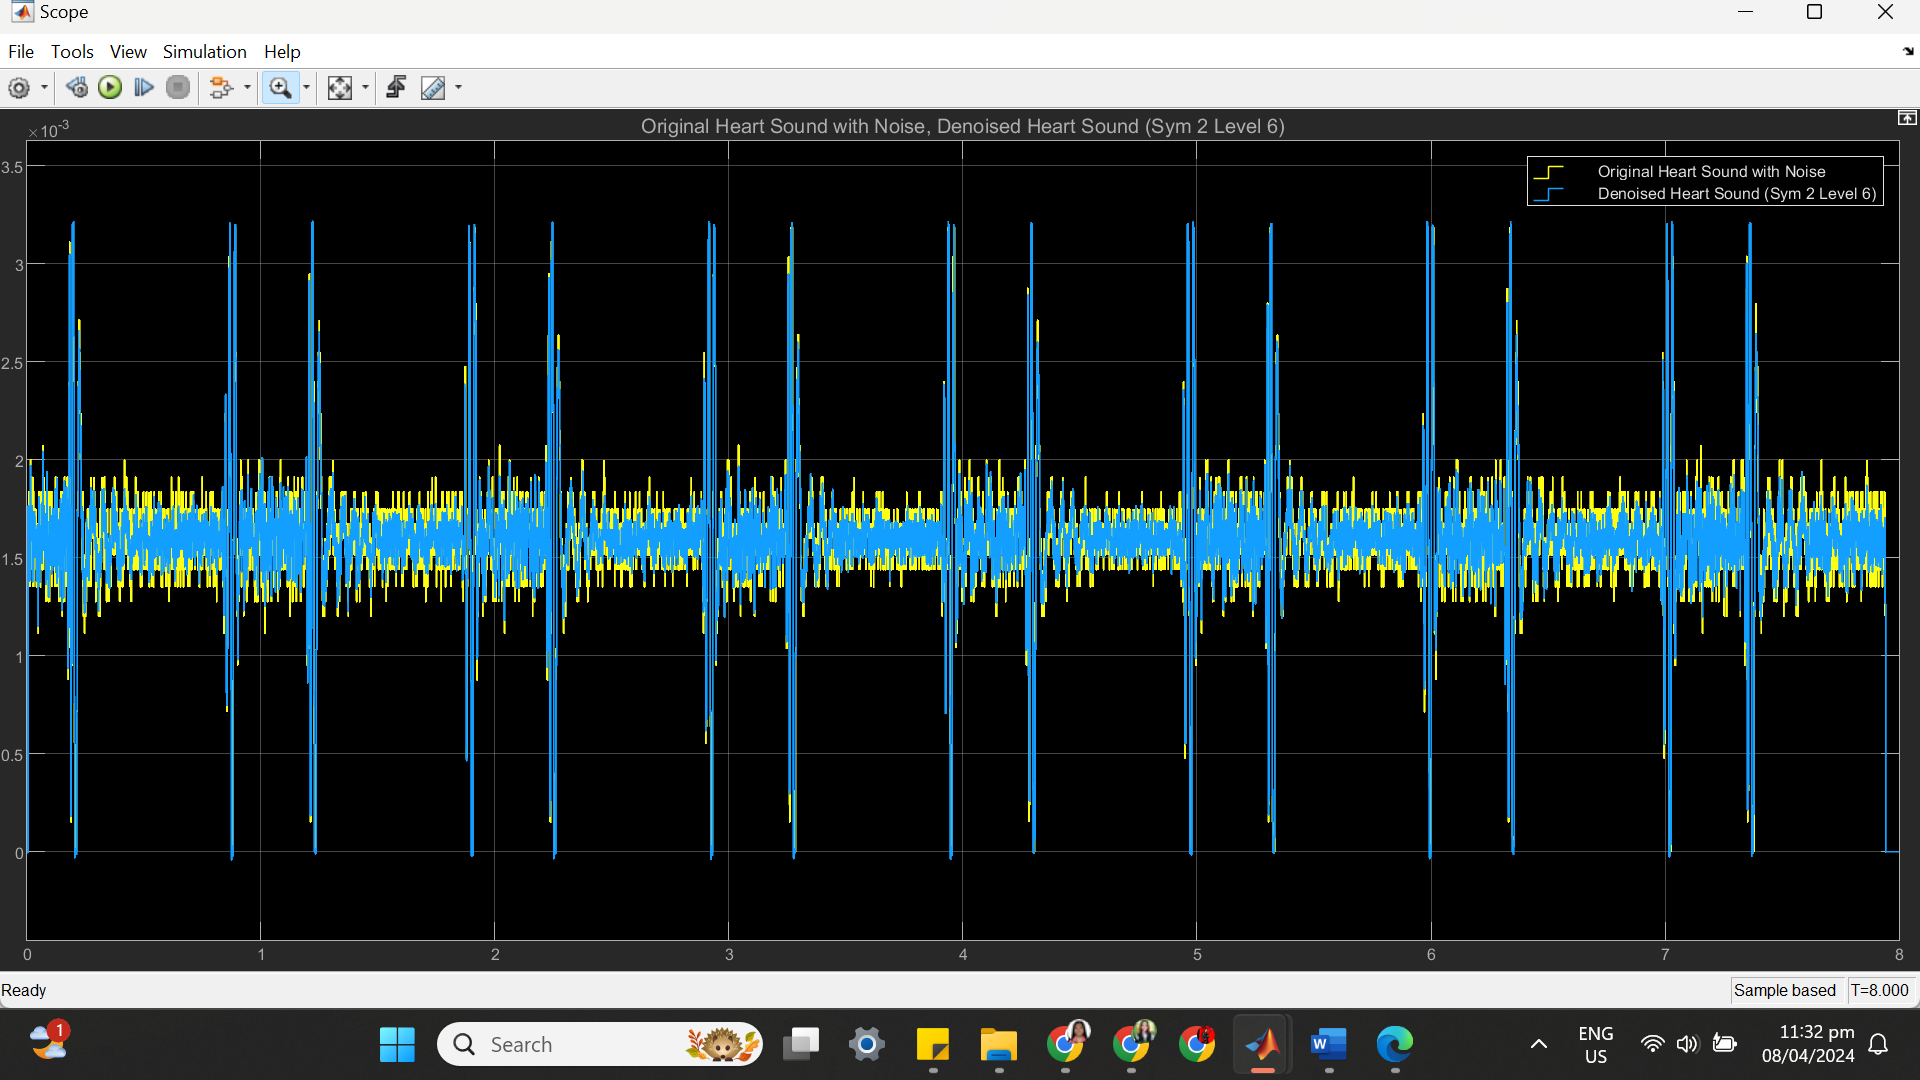 Scope
File Tools View Simulation Help
×10-3
Original Heart Sound with Noise, Denoised Heart Sound (Sym 2 Level 6)
3.5
Original Heart Sound with Noise
Denoised Heart Sound (Sym 2 Level 6)
3
2.5
2
1.5
1
0.5
0
0 1 2 3 4 5 6 7 8
Ready
Sample based T=8.000
1
Search
W
ENG
US
11:32 pm
08/04/2024